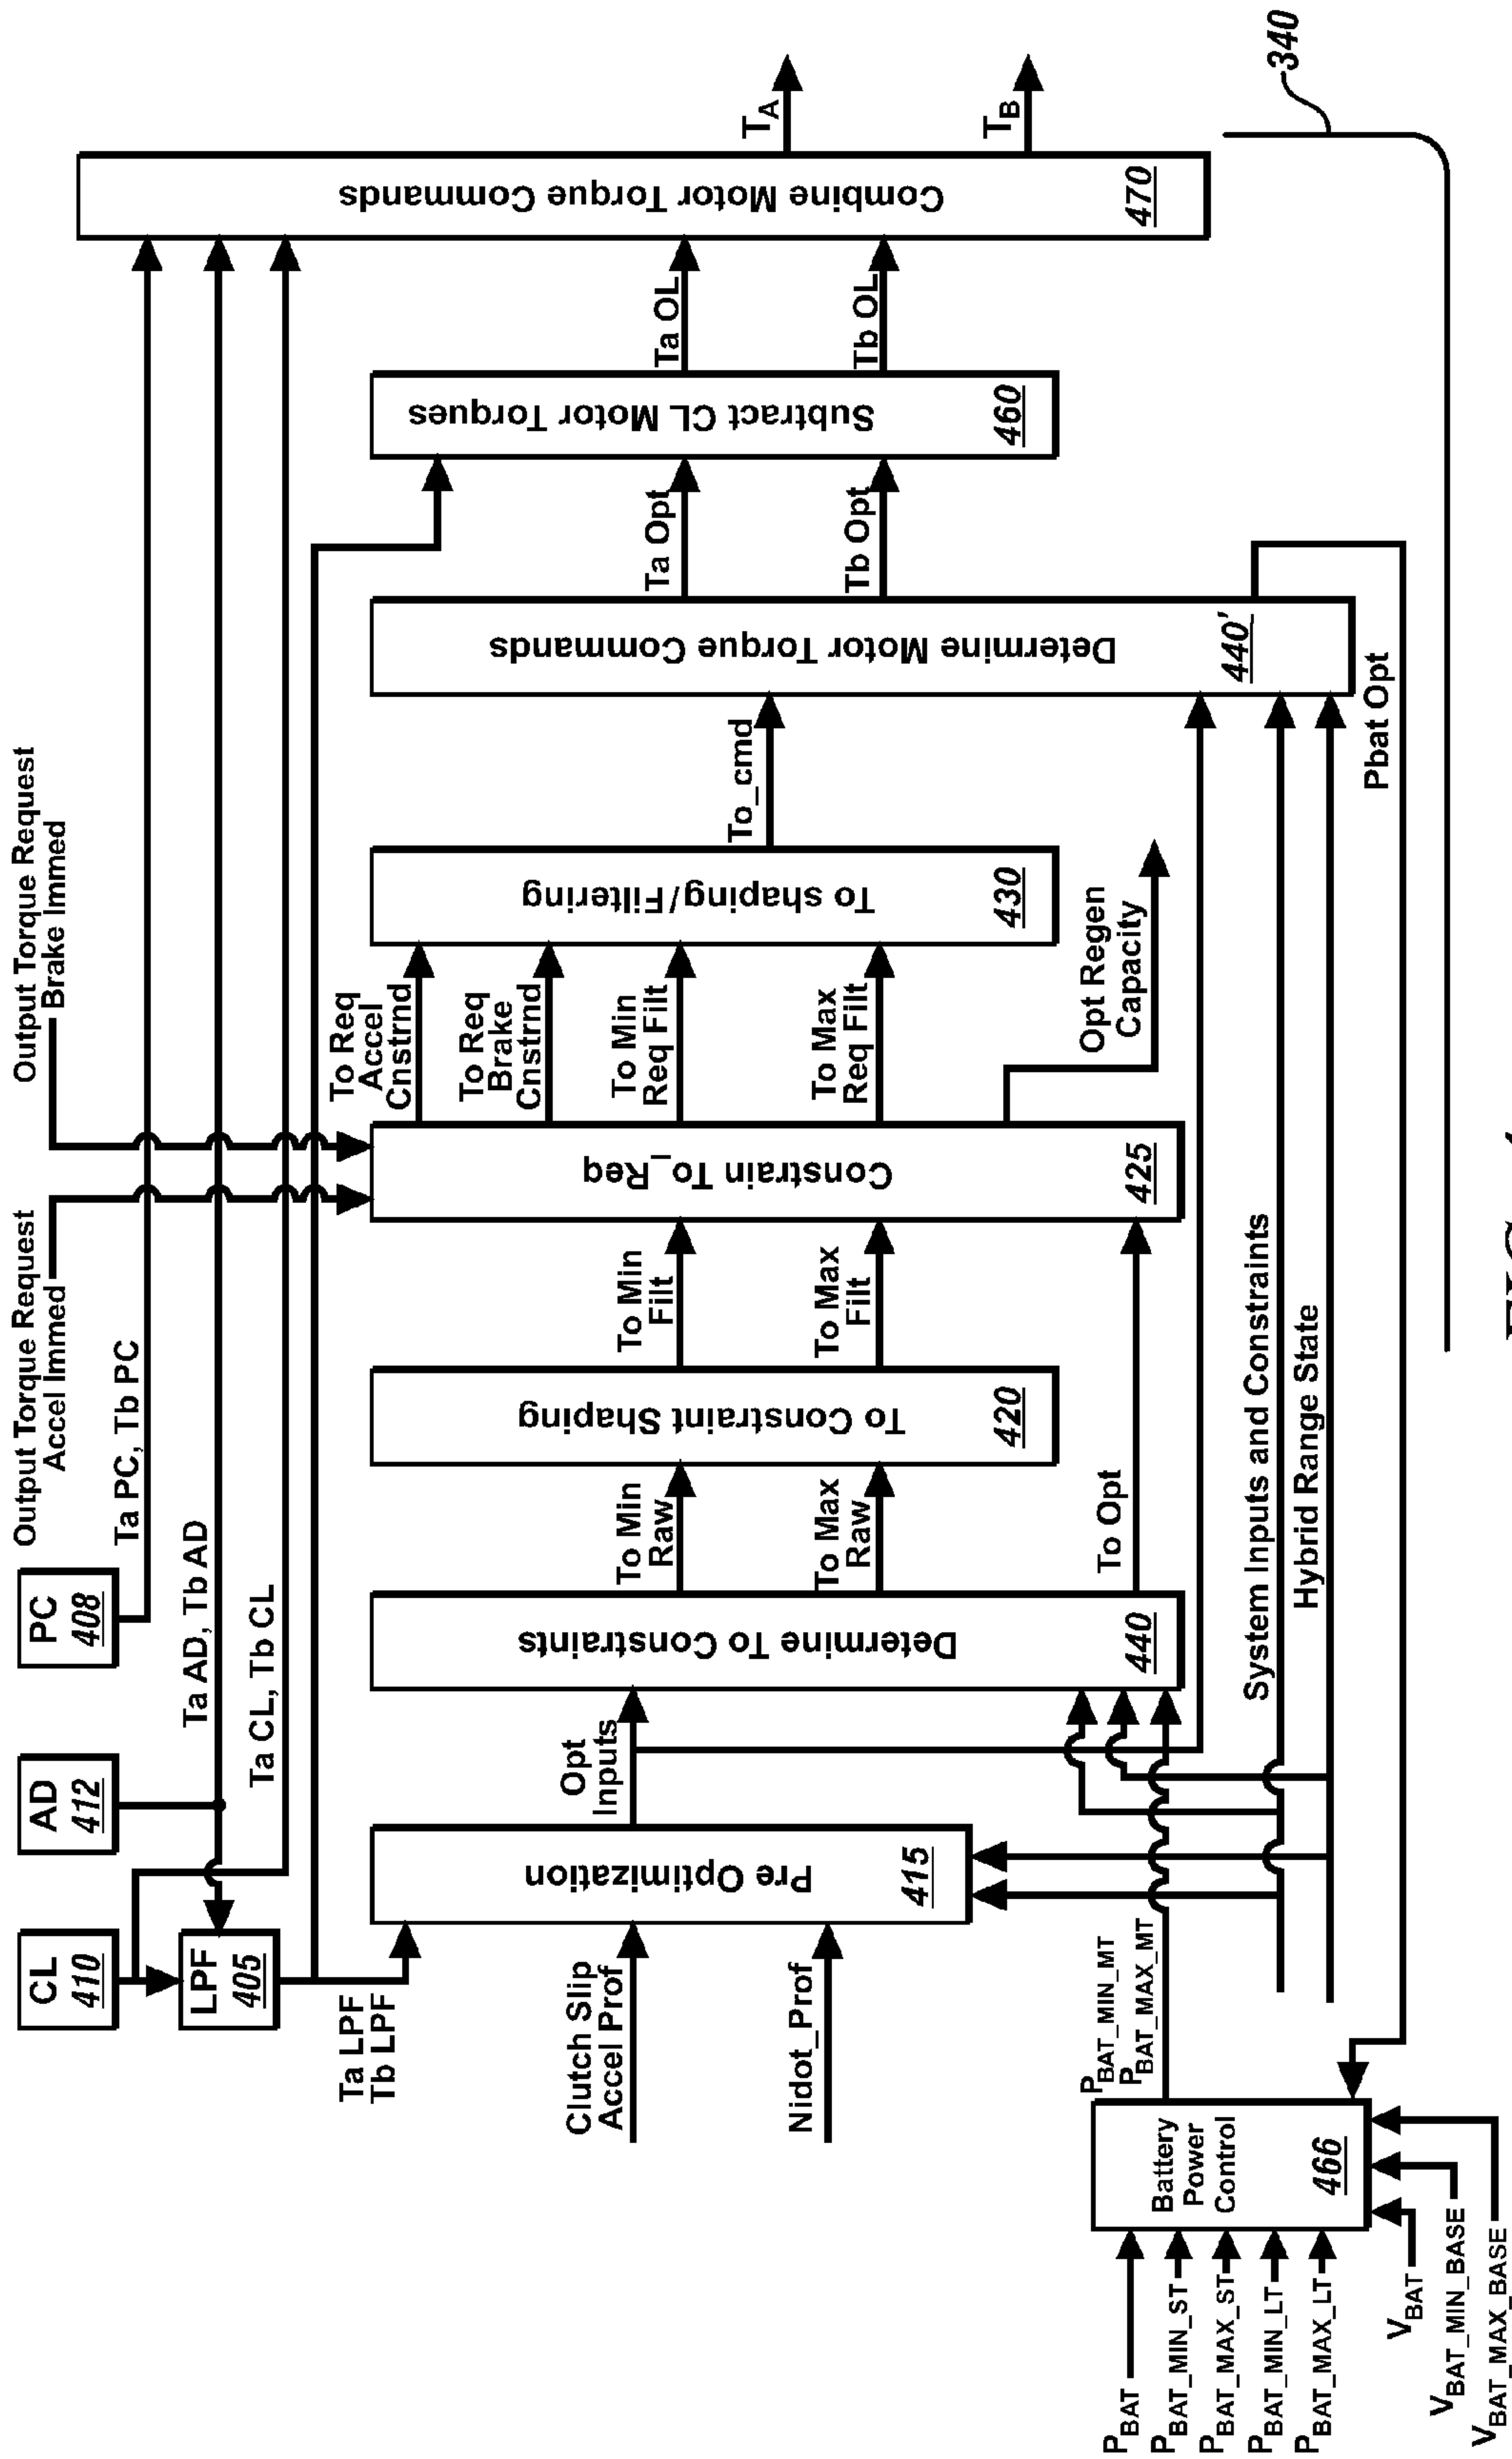 CL
410
AD
412
PC
408
LPF
405
Output Torque Request
Accel Immed
Output Torque Request
Brake Immed
Ta PC, Tb PC
Ta AD, Tb AD
Ta CL, Tb CL
Ta LPF
Tb LPF
Clutch Slip
Accel Prof
Nidot_Prof
Pre Optimization
415
Opt
Inputs
Determine To Constraints
440
To Min
Raw
To Max
Raw
To Opt
To Constraint Shaping
420
To Min
Filt
To Max
Filt
Constrain To_Req
425
To Req
Accel
Cnstrnd
To Req
Brake
Cnstrnd
To Min
Req Filt
To Max
Req Filt
Opt Regen
Capacity
To shaping/Filtering
430
To_cmd
Determine Motor Torque Commands
440'
Ta Opt
Tb Opt
Pbat Opt
Subtract CL Motor Torques
460
Ta OL
Tb OL
Combine Motor Torque Commands
470
TA
TB
340
System Inputs and Constraints
Hybrid Range State
PBAT_MIN_MT
PBAT_MAX_MT
Battery
Power
Control
466
PBAT
PBAT_MIN_ST
PBAT_MAX_ST
PBAT_MIN_LT
PBAT_MAX_LT
VBAT
VBAT_MIN_BASE
VBAT_MAX_BASE